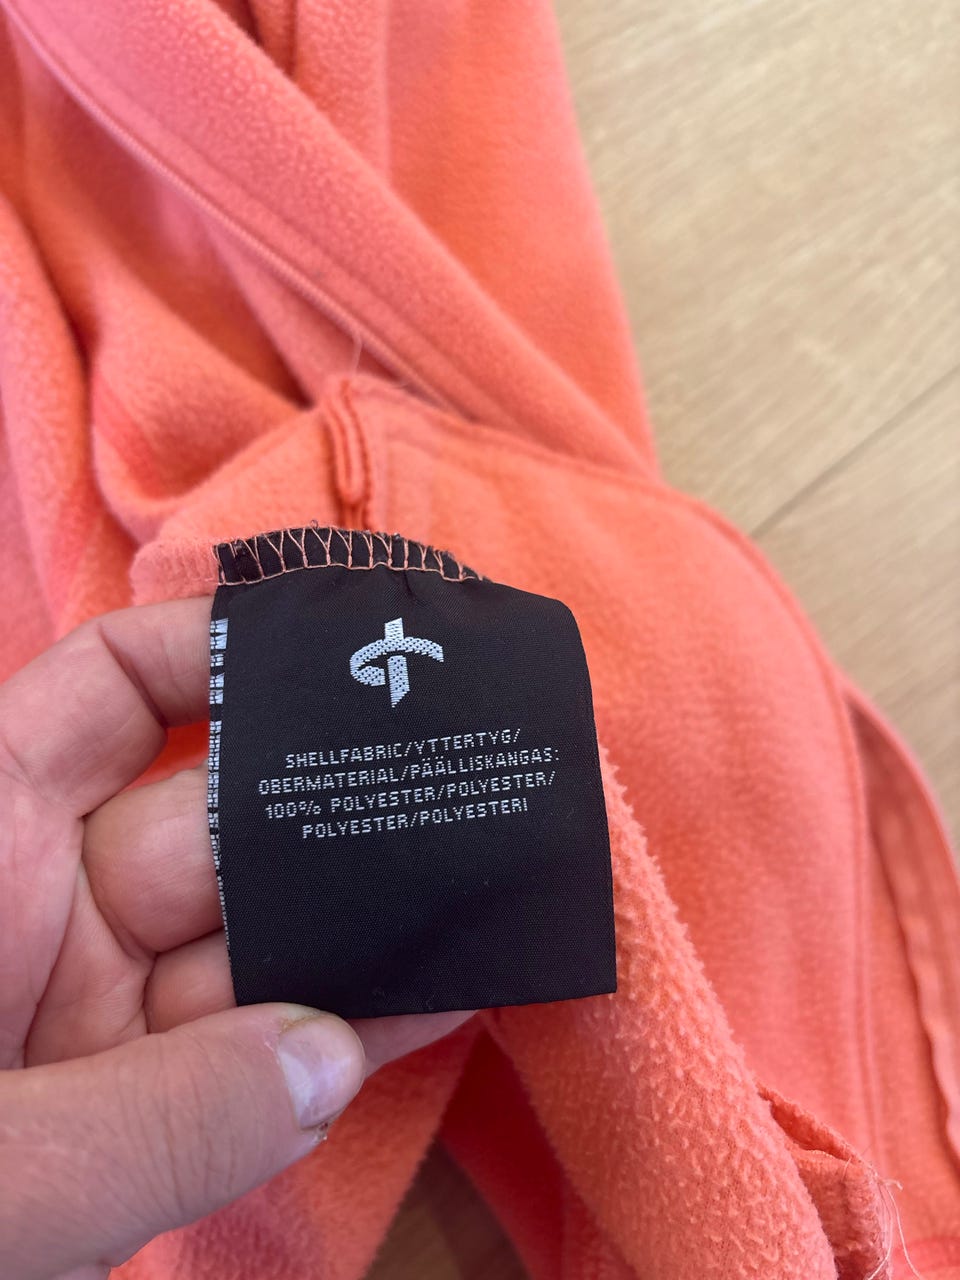 SHELLFABRIC/YTTERTYG/
OBERMATERIAL/PÄÄLLISKANGAS:
100% POLYESTER/POLYESTER/
POLYESTER/POLYESTERI